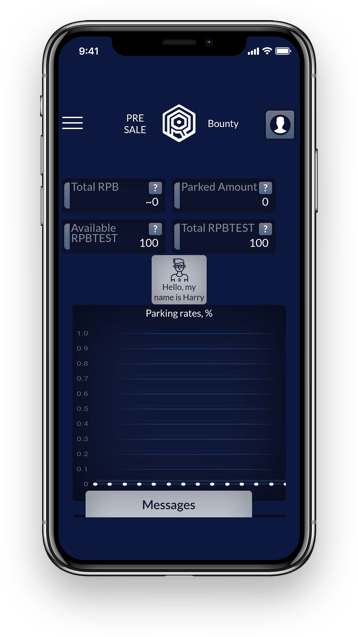 9:41
PRE
SALE
Bounty
Total RPB ?
~0
Parked Amount ?
0
Available
RPBTEST ?
100
Total RPBTEST ?
100
Hello, my
name is Harry
Parking rates, %
1.0
0.9
0.8
0.7
0.6
0.5
0.4
0.3
0.2
0.1
0
Messages